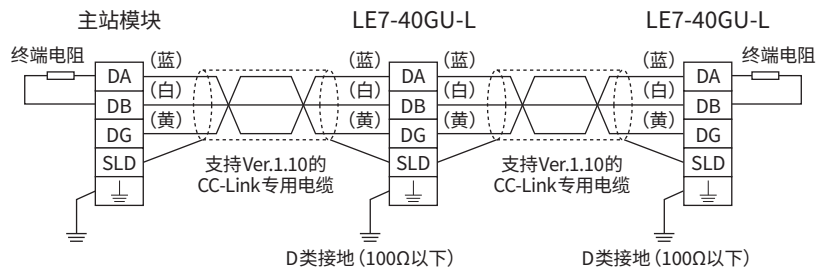 主站模块
LE7-40GU-L
LE7-40GU-L
终端电阻
DA
DB
DG
SLD
(蓝)
(白)
(黄)
支持Ver.1.10的
CC-Link专用电缆
(蓝)
(白)
(黄)
DA
DB
DG
SLD
(蓝)
(白)
(黄)
支持Ver.1.10的
CC-Link专用电缆
(蓝)
(白)
(黄)
DA
DB
DG
SLD
终端电阻
D类接地(100Ω以下)
D类接地(100Ω以下)